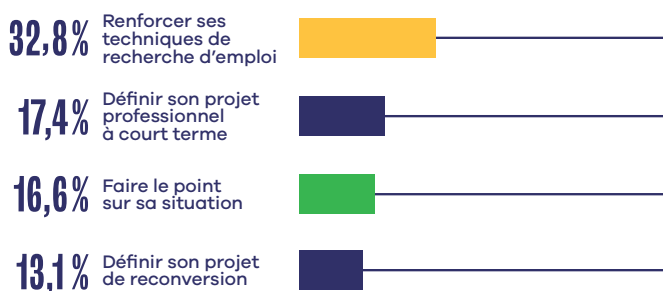 32,8%
Renforcer ses
techniques de
recherche d'emploi
17,4%
Définir son projet
professionnel
à court terme
16,6%
Faire le point
sur sa situation
13,1%
Définir son projet
de reconversion